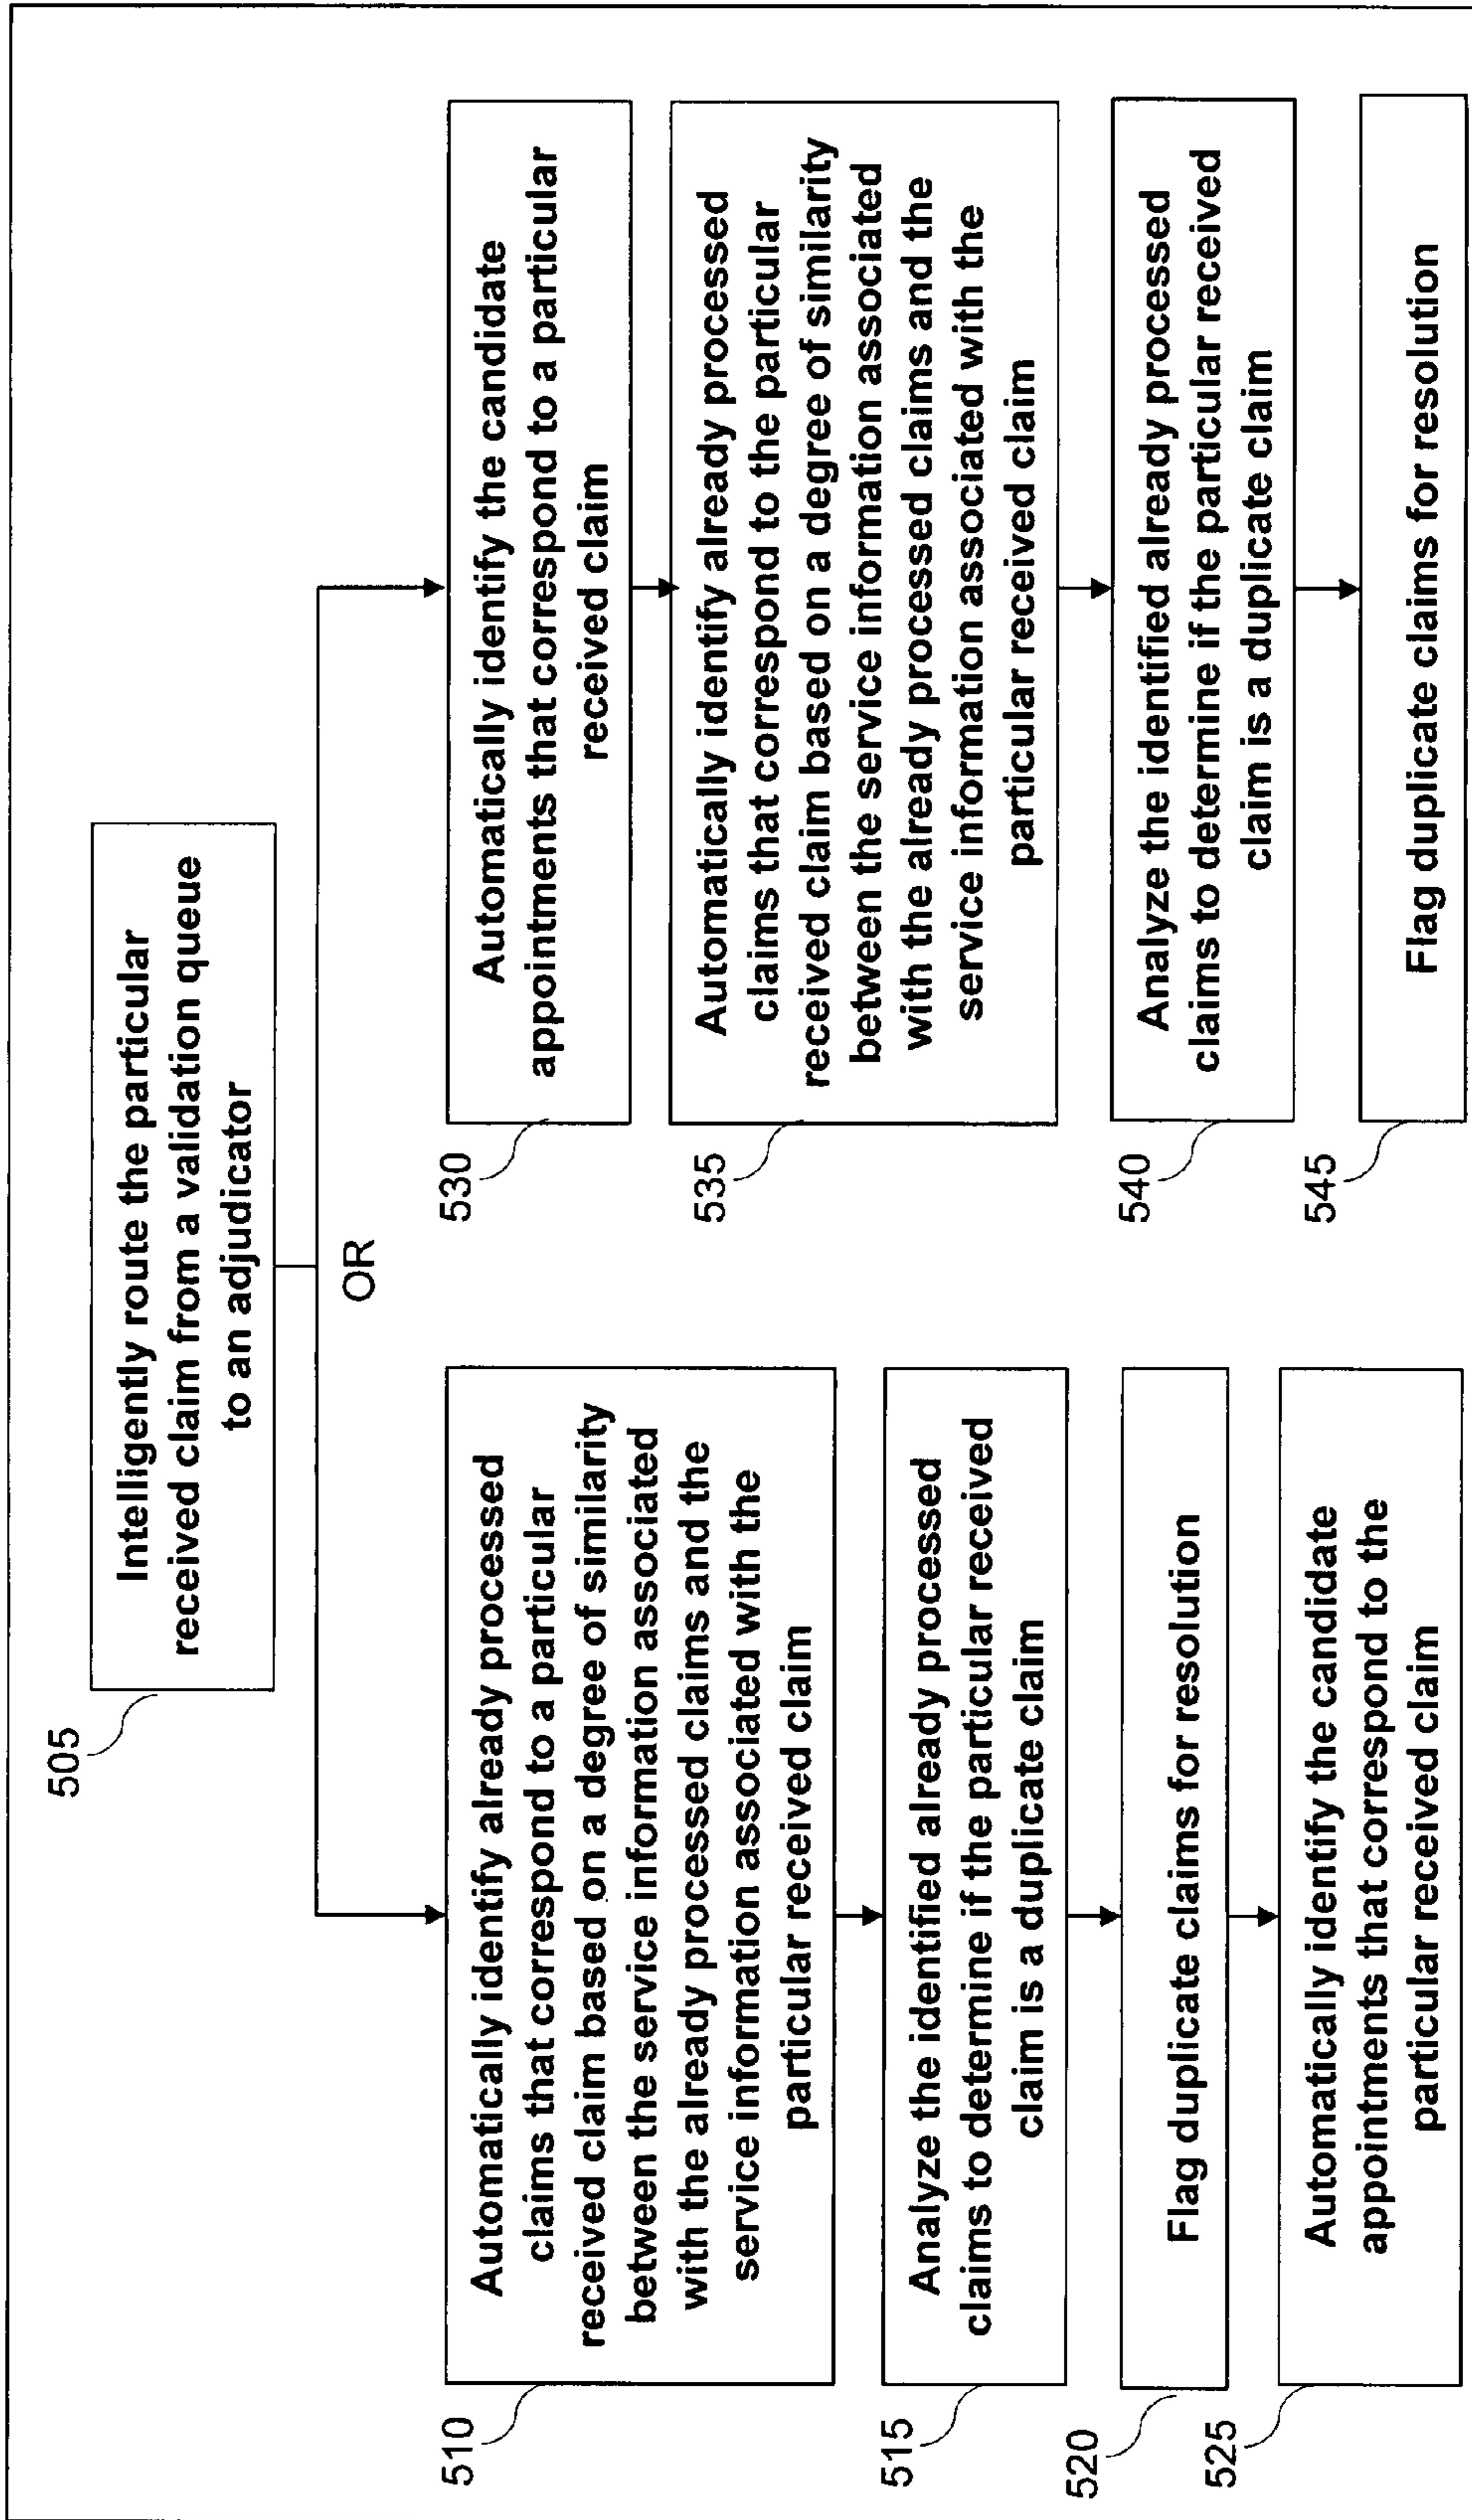 505
Intelligently route the particular
received claim from a validation queue
to an adjudicator
OR
510
Automatically identify already processed
claims that correspond to a particular
received claim based on a degree of similarity
between the service information associated
with the already processed claims and the
service information associated with the
particular received claim
515
Analyze the identified already processed
claims to determine if the particular received
claim is a duplicate claim
520
Flag duplicate claims for resolution
525
Automatically identify the candidate
appointments that correspond to the
particular received claim
530
Automatically identify the candidate
appointments that correspond to a particular
received claim
535
Automatically identify already processed
claims that correspond to the particular
received claim based on a degree of similarity
between the service information associated
with the already processed claims and the
service information associated with the
particular received claim
540
Analyze the identified already processed
claims to determine if the particular received
claim is a duplicate claim
545
Flag duplicate claims for resolution